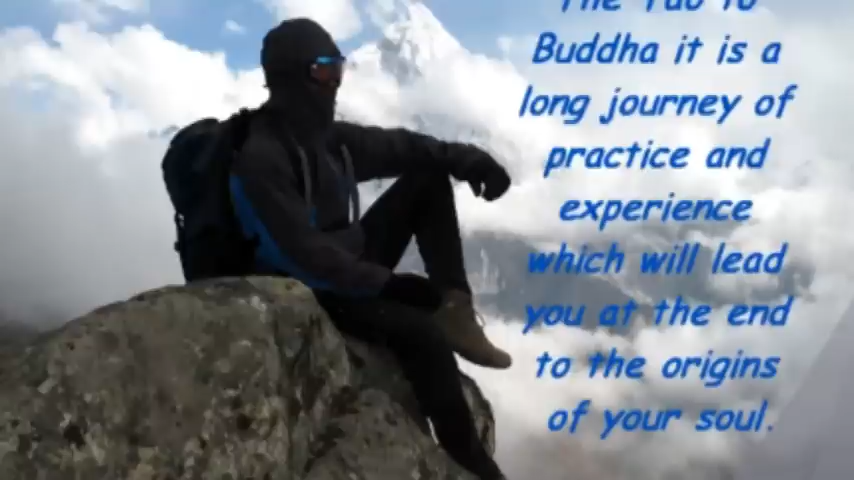 The Tao to
Buddha it is a
long journey of
practice and
experience
which will lead
you at the end
to the origins
of your soul.